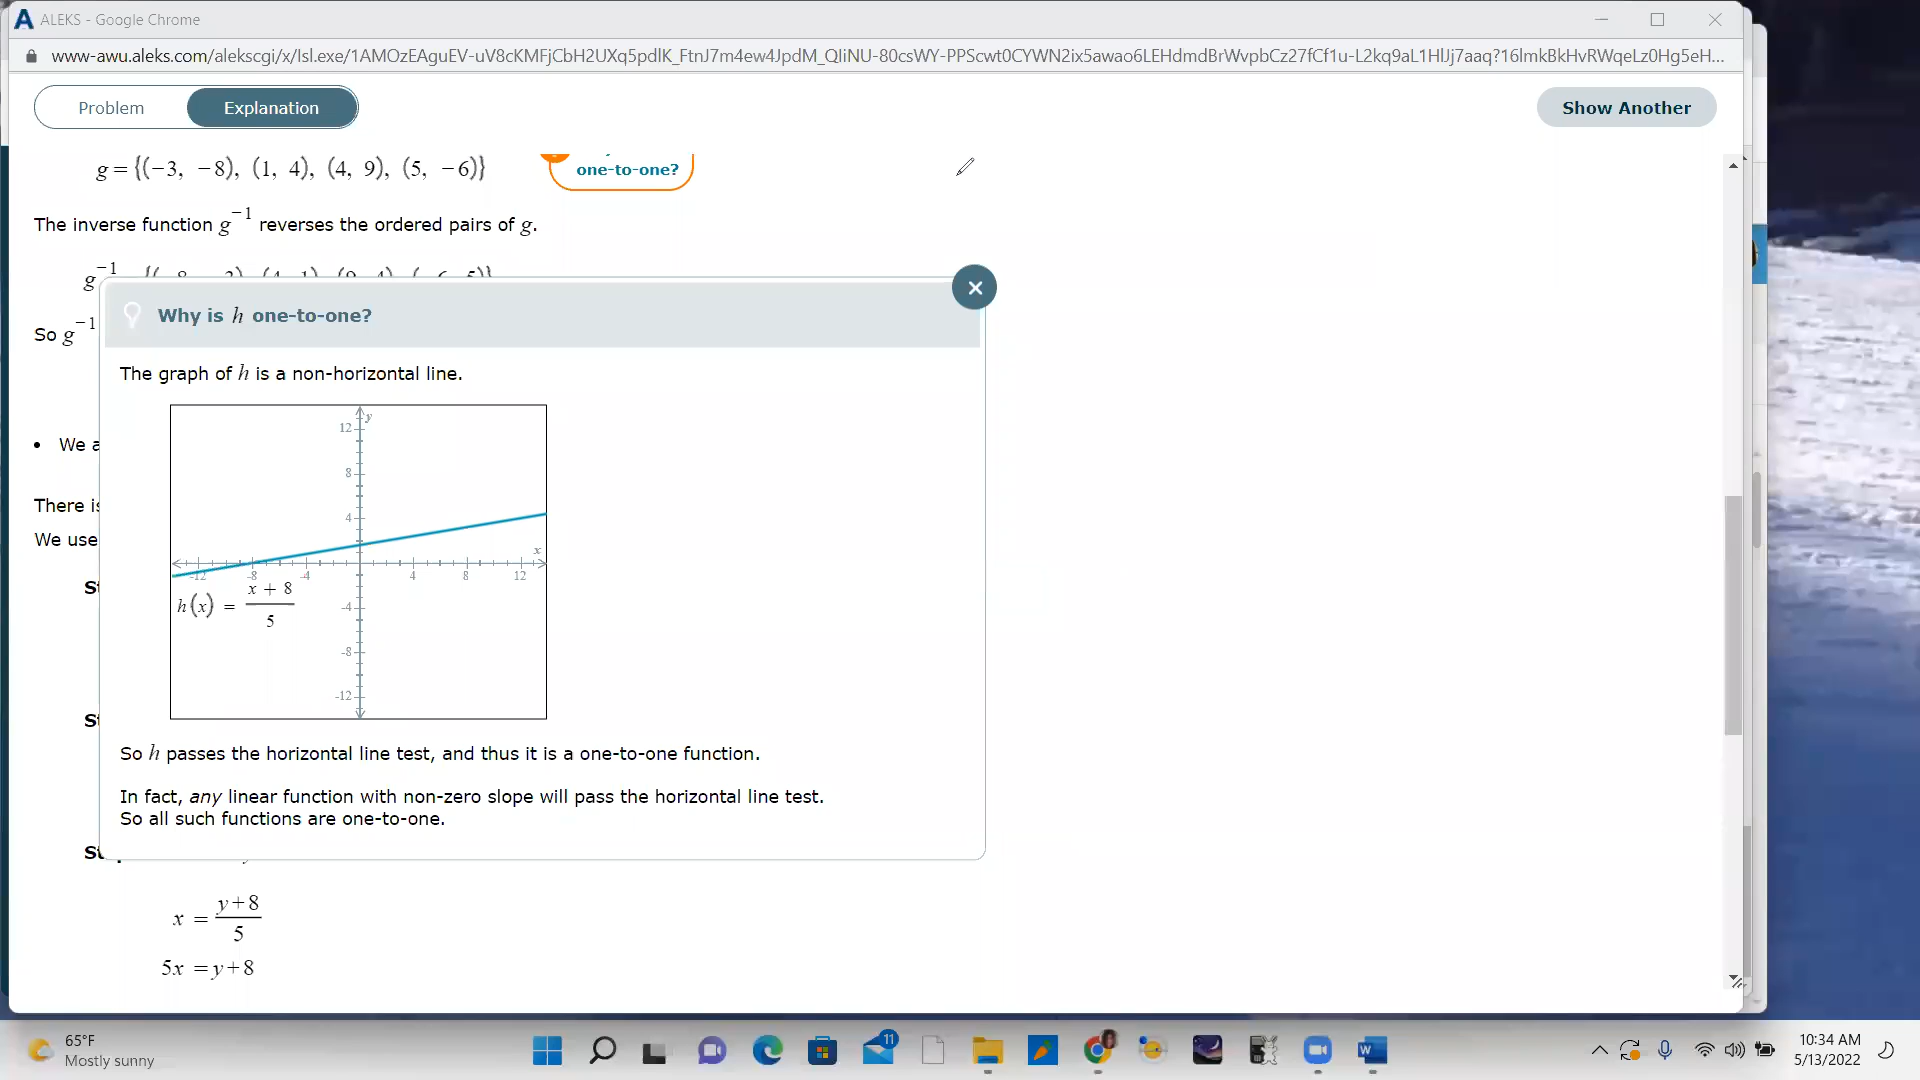 ALEKS - Google Chrome
www-awu.aleks.com/alekscgi/x/Isl.exe/1AMOzEAguEV-uV8cKMFjCbH2UXq5pdlK_FtnJ7m4ew4JpdM_QIiNU-80csWY-PPScwt0CYWN2ix5awao6LEHdmdBrWvpbCz27fCf1u-L2kq9aL1HlJj7aaq?16lmkBkHvRWqeLz0Hg5eH...
Problem Explanation Show Another
g = {(−3, −8), (1, 4), (4, 9), (5, −6)}
one-to-one?
The inverse function g⁻¹ reverses the ordered pairs of g.
g⁻¹
So g⁻¹
Why is h one-to-one?
The graph of h is a non-horizontal line.
y
12
8
4
x
-12 -8 -4 4 8 12
h(x) = x + 8
5
-4
-8
-12
• We a
There is
We use
So h passes the horizontal line test, and thus it is a one-to-one function.
In fact, any linear function with non-zero slope will pass the horizontal line test.
So all such functions are one-to-one.
x = y+8
5
5x = y+8
65°F
Mostly sunny
11
10:34 AM
5/13/2022